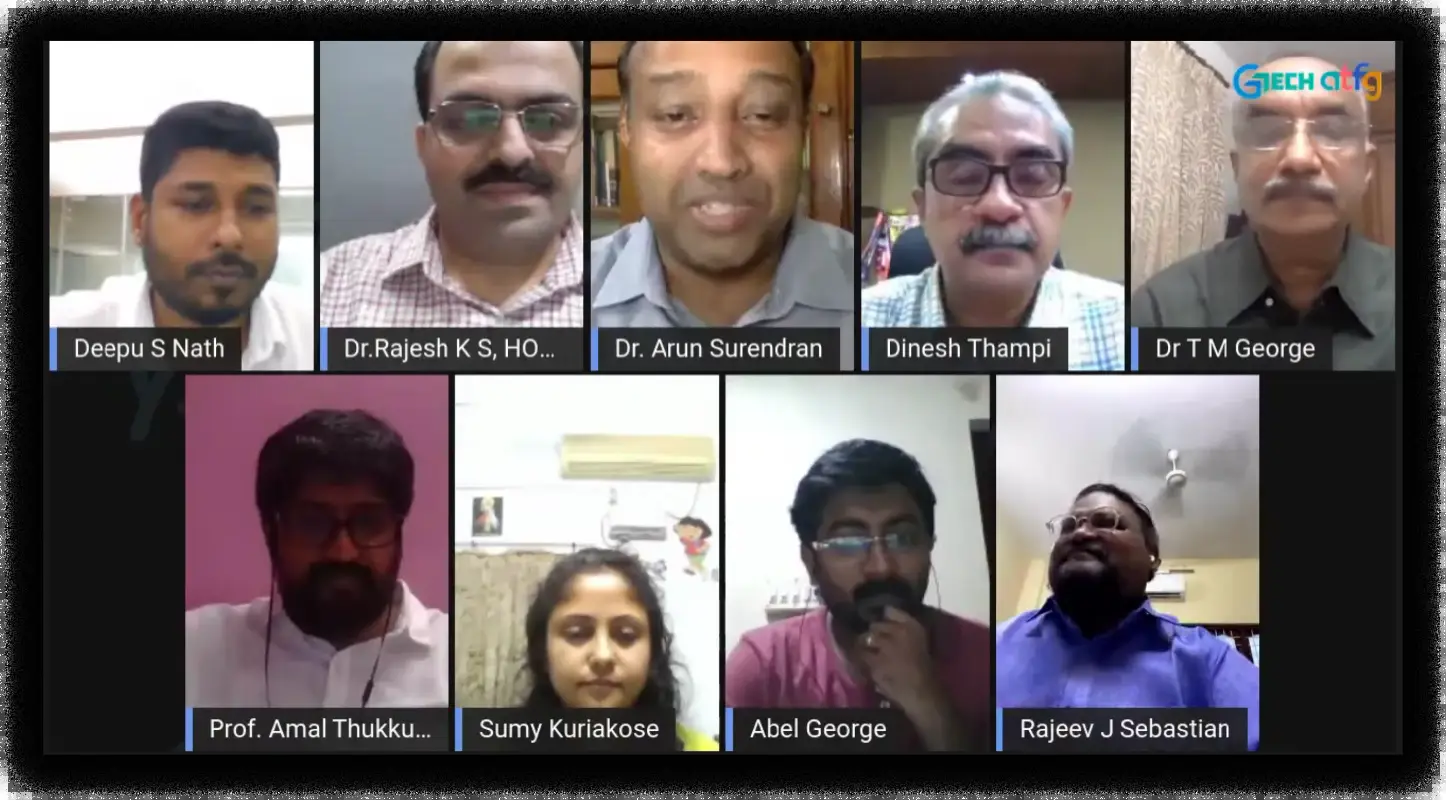 GTECH atfg
Deepu S Nath
Dr.Rajesh K S, HO...
Dr. Arun Surendran
Dinesh Thampi
Dr T M George
Prof. Amal Thukku...
Sumy Kuriakose
Abel George
Rajeev J Sebastian